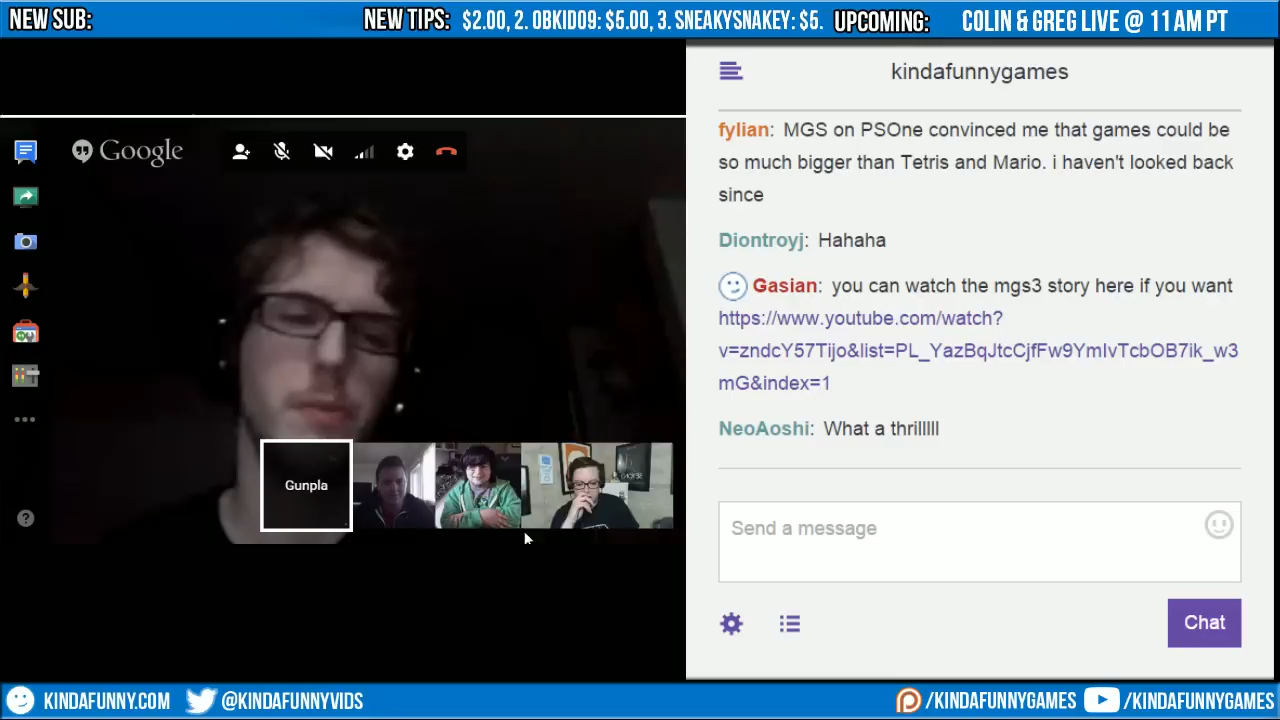 NEW SUB:
NEW TIPS: $2.00, 2. OBKID09: $5.00, 3. SNEAKYSNAKEY: $5.
UPCOMING: COLIN & GREG LIVE @ 11 AM PT
Google
Gunpla
kindafunnygames
fylian: MGS on PSOne convinced me that games could be
so much bigger than Tetris and Mario. i haven't looked back
since
Diontroyj: Hahaha
Gasian: you can watch the mgs3 story here if you want
https://www.youtube.com/watch?
v=zndcY57Tijo&list=PL_YazBqJtcCjfFw9YmIvTcbOB7ik_w3
mG&index=1
NeoAoshi: What a thrillllll
Send a message
Chat
KINDAFUNNY.COM
@KINDAFUNNYVIDS
/KINDAFUNNYGAMES
/KINDAFUNNYGAMES